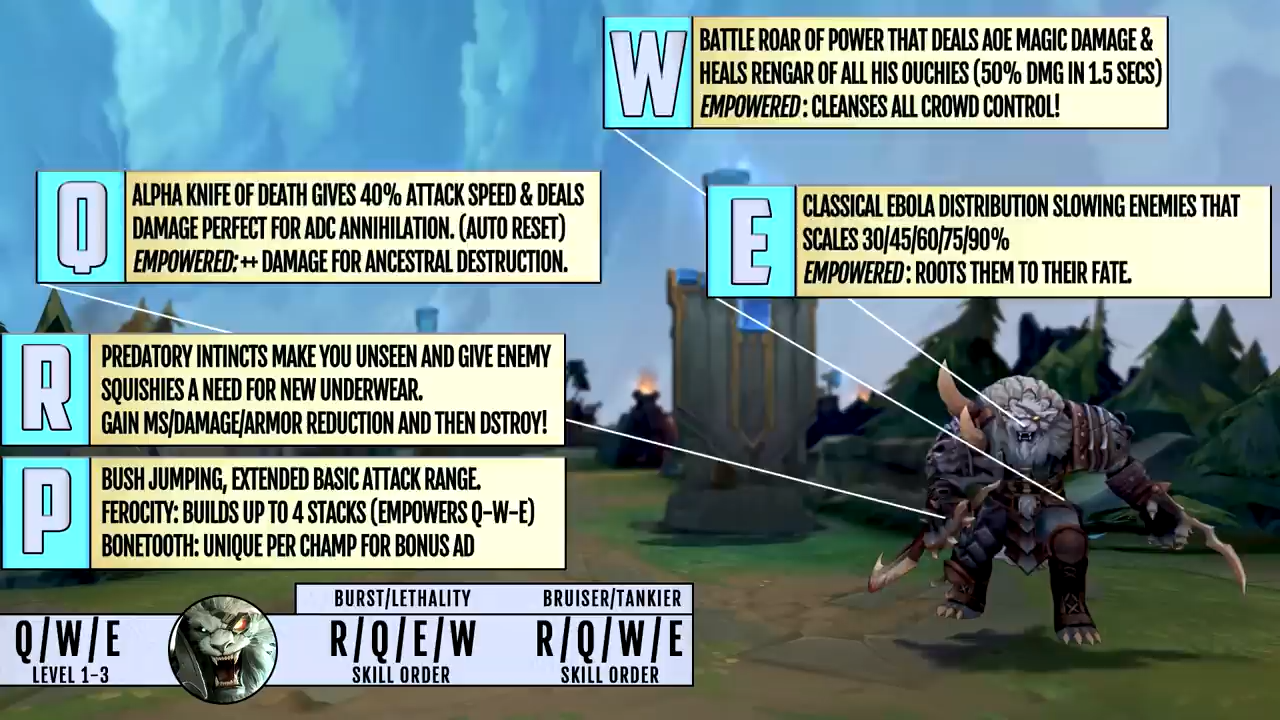 W
BATTLE ROAR OF POWER THAT DEALS AOE MAGIC DAMAGE &
HEALS RENGAR OF ALL HIS OUCHIES (50% DMG IN 1.5 SECS)
EMPOWERED: CLEANSES ALL CROWD CONTROL!
Q
ALPHA KNIFE OF DEATH GIVES 40% ATTACK SPEED & DEALS
DAMAGE PERFECT FOR ADC ANNIHILATION. (AUTO RESET)
EMPOWERED: ++ DAMAGE FOR ANCESTRAL DESTRUCTION.
E
CLASSICAL EBOLA DISTRIBUTION SLOWING ENEMIES THAT
SCALES 30/45/60/75/90%
EMPOWERED: ROOTS THEM TO THEIR FATE.
R
PREDATORY INTINCTS MAKE YOU UNSEEN AND GIVE ENEMY
SQUISHIES A NEED FOR NEW UNDERWEAR.
GAIN MS/DAMAGE/ARMOR REDUCTION AND THEN DSTROY!
P
BUSH JUMPING, EXTENDED BASIC ATTACK RANGE.
FEROCITY: BUILDS UP TO 4 STACKS (EMPOWERS Q-W-E)
BONETOOTH: UNIQUE PER CHAMP FOR BONUS AD
Q/W/E
LEVEL 1-3
BURST/LETHALITY
R/Q/E/W
SKILL ORDER
BRUISER/TANKIER
R/Q/W/E
SKILL ORDER